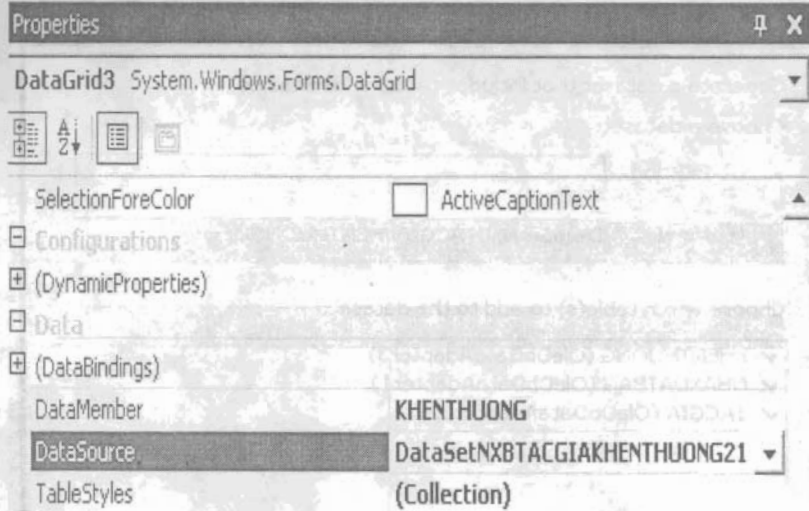 Properties
DataGrid3 System.Windows.Forms.DataGrid
SelectionForeColor ActiveCaptionText
Configurations
(DynamicProperties)
Data
(DataBindings)
DataMember KHENTHUONG
DataSource DataSetNXBTACGIAKHENTHUONG21
TableStyles (Collection)